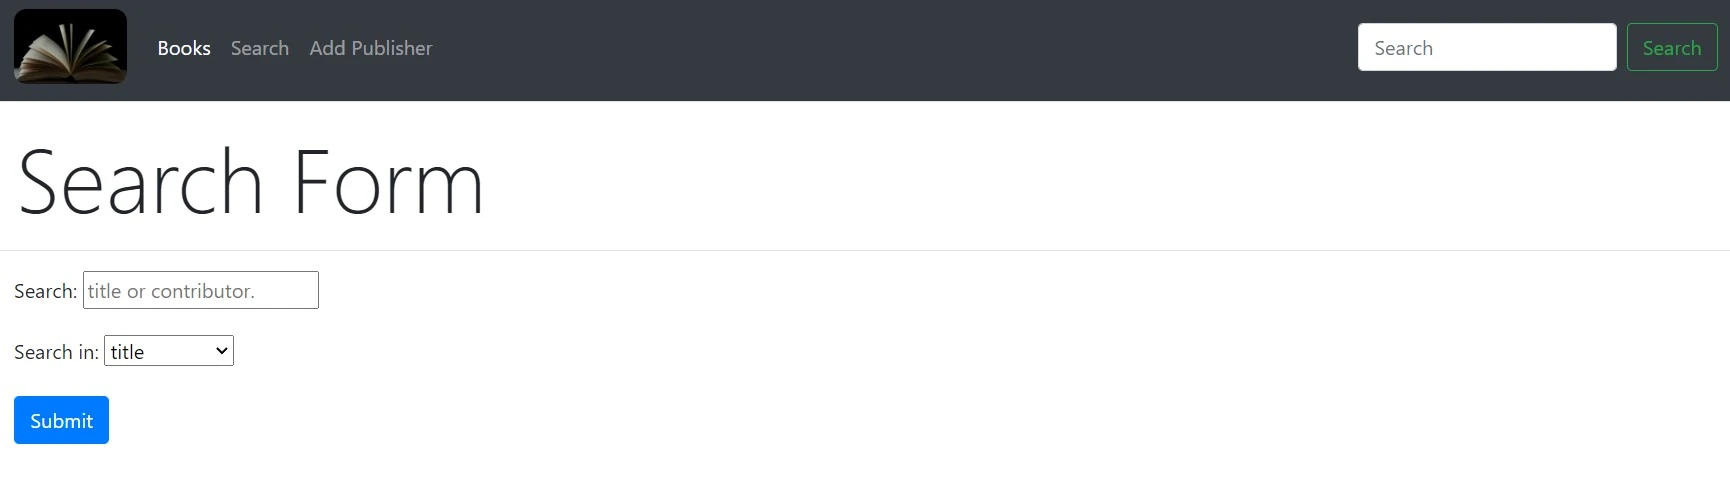 Books Search Add Publisher Search Search
Search Form
Search: title or contributor.
Search in: title
Submit